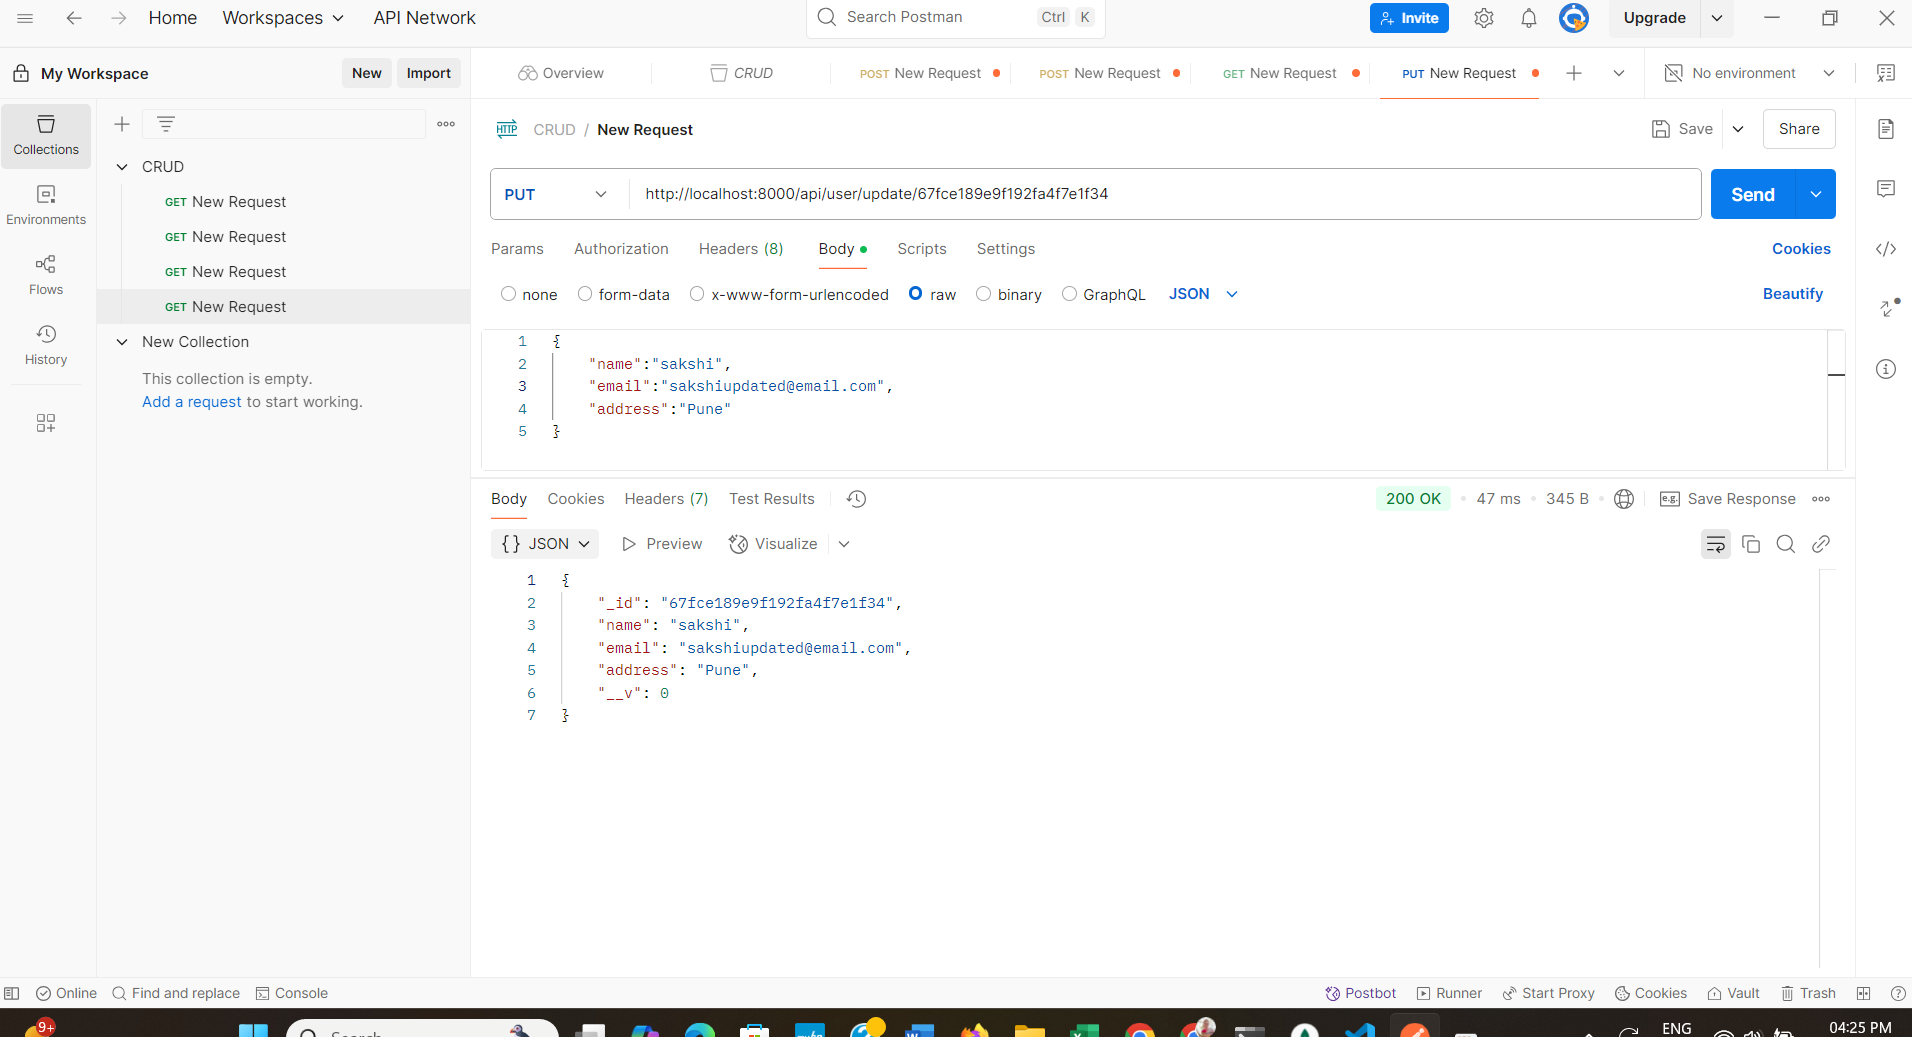 Home Workspaces API Network Search Postman Ctrl K Invite Upgrade
My Workspace New Import Overview CRUD POST New Request POST New Request GET New Request PUT New Request No environment
Collections
Environments
Flows
History
CRUD
GET New Request
GET New Request
GET New Request
GET New Request
New Collection
This collection is empty.
Add a request to start working.
HTTP CRUD / New Request Save Share
PUT http://localhost:8000/api/user/update/67fce189e9f192fa4f7e1f34 Send
Params Authorization Headers (8) Body Scripts Settings Cookies
none form-data x-www-form-urlencoded raw binary GraphQL JSON Beautify
1 {
2 "name":"sakshi",
3 "email":"sakshiupdated@email.com",
4 "address":"Pune"
5 }
Body Cookies Headers (7) Test Results 200 OK 47 ms 345 B e.g. Save Response
{} JSON Preview Visualize
1 {
2 "_id": "67fce189e9f192fa4f7e1f34",
3 "name": "sakshi",
4 "email": "sakshiupdated@email.com",
5 "address": "Pune",
6 "__v": 0
7 }
Online Find and replace Console Postbot Runner Start Proxy Cookies Vault Trash
9+ Search ENG 04:25 PM